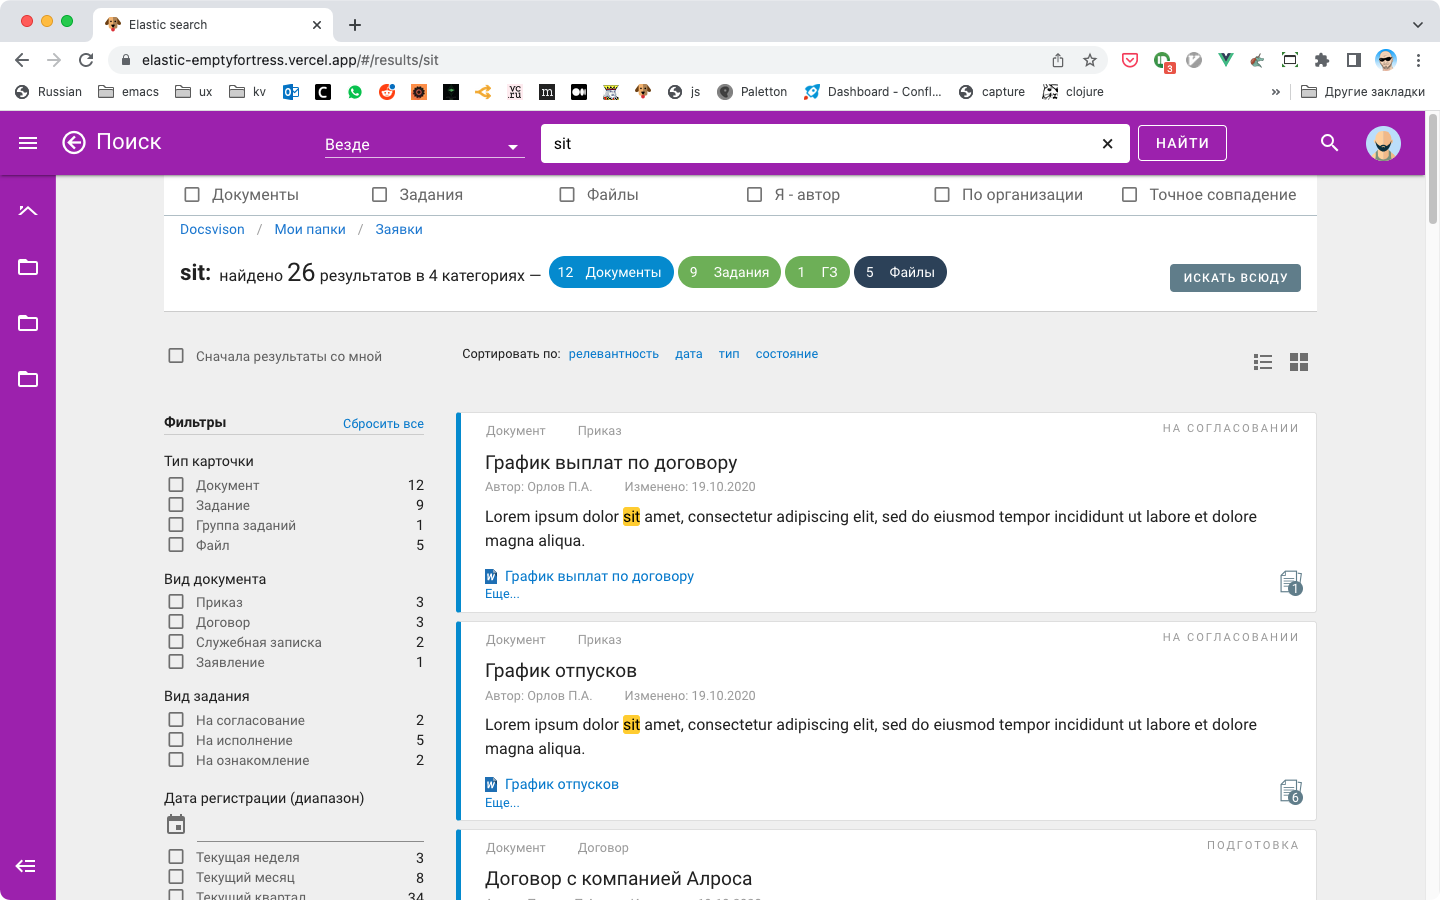 Elastic search
elastic-emptyfortress.vercel.app/#/results/sit
3
Russian emacs ux kv js Paletton Dashboard - Confl... capture clojure » Другие закладки
Поиск Везде sit НАЙТИ
Документы Задания Файлы Я - автор По организации Точное совпадение
Docsvison / Мои папки / Заявки
sit: найдено 26 результатов в 4 категориях — 12 Документы 9 Задания 1 ГЗ 5 Файлы
ИСКАТЬ ВСЮДУ
Сначала результаты со мной
Сортировать по: релевантность дата тип состояние
Фильтры Сбросить все
Тип карточки
Документ 12
Задание 9
Группа заданий 1
Файл 5
Вид документа
Приказ 3
Договор 3
Служебная записка 2
Заявление 1
Вид задания
На согласование 2
На исполнение 5
На ознакомление 2
Дата регистрации (диапазон)
Текущая неделя 3
Текущий месяц 8
Текущий квартал 34
Документ Приказ НА СОГЛАСОВАНИИ
График выплат по договору
Автор: Орлов П.А. Изменено: 19.10.2020
Lorem ipsum dolor sit amet, consectetur adipiscing elit, sed do eiusmod tempor incididunt ut labore et dolore
magna aliqua.
График выплат по договору
Еще... 1
Документ Приказ НА СОГЛАСОВАНИИ
График отпусков
Автор: Орлов П.А. Изменено: 19.10.2020
Lorem ipsum dolor sit amet, consectetur adipiscing elit, sed do eiusmod tempor incididunt ut labore et dolore
magna aliqua.
График отпусков
Еще... 6
Документ Договор ПОДГОТОВКА
Договор с компанией Алроса